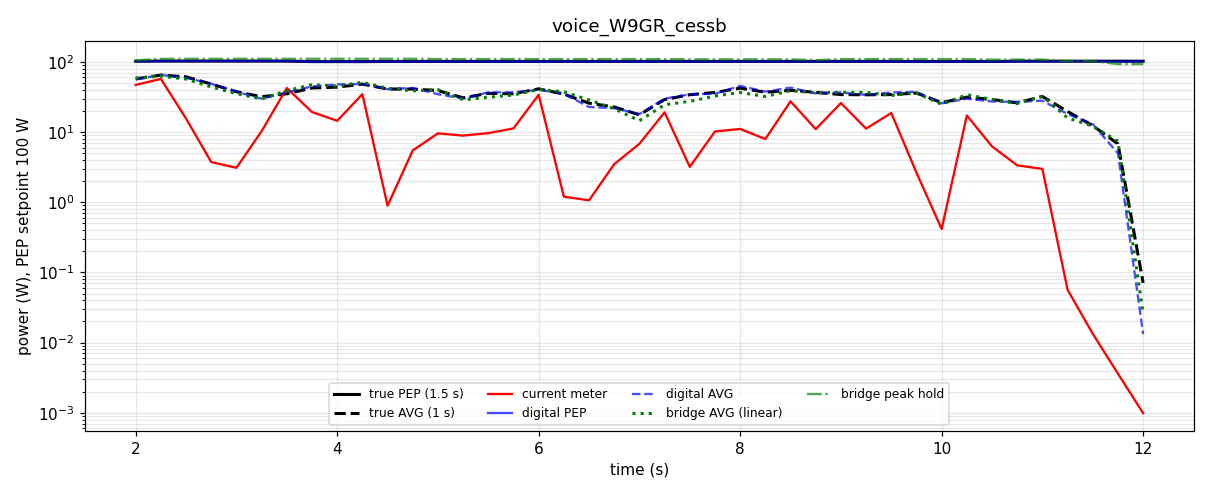 voice_W9GR_cessb
power (W), PEP setpoint 100 W
10²
10¹
10⁰
10⁻¹
10⁻²
10⁻³
true PEP (1.5 s)
true AVG (1 s)
current meter
digital PEP
digital AVG
bridge AVG (linear)
bridge peak hold
2 4 6 8 10 12
time (s)